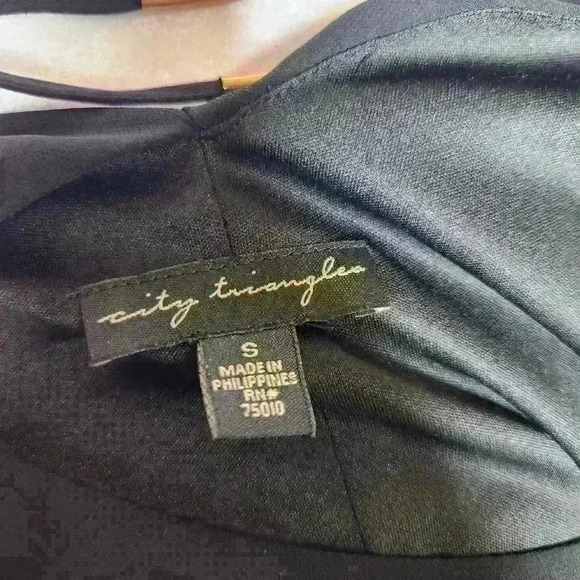 city triangles
S
MADE IN
PHILIPPINES
RN#
75010